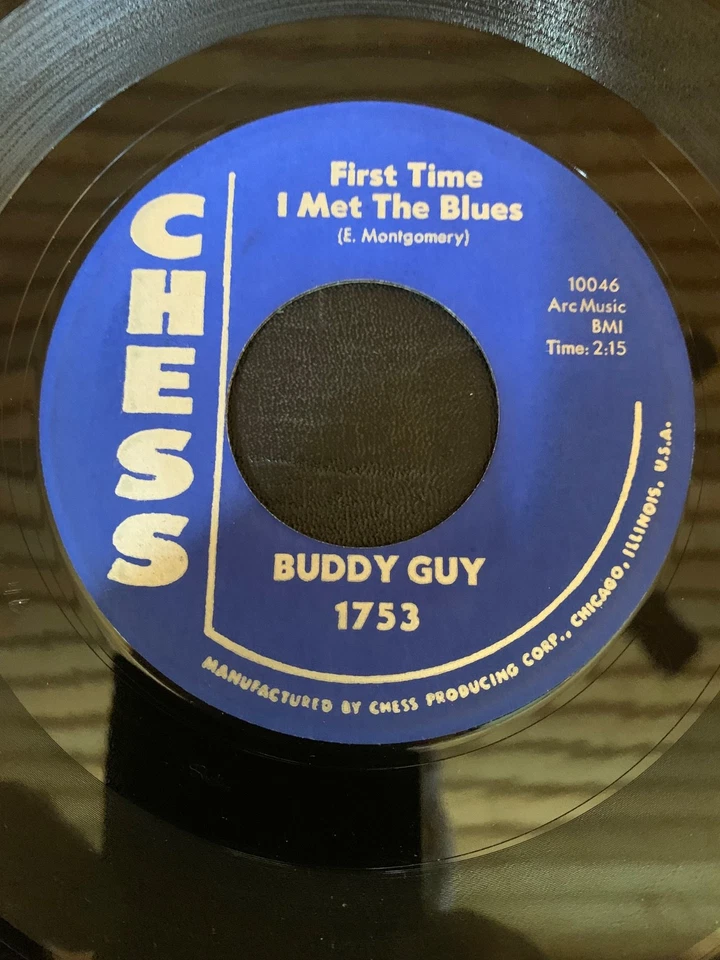 CHESS
First Time
I Met The Blues
(E. Montgomery)
10046
Arc Music
BMI
Time: 2:15
BUDDY GUY
1753
MANUFACTURED BY CHESS PRODUCING CORP., CHICAGO, ILLINOIS, U.S.A.